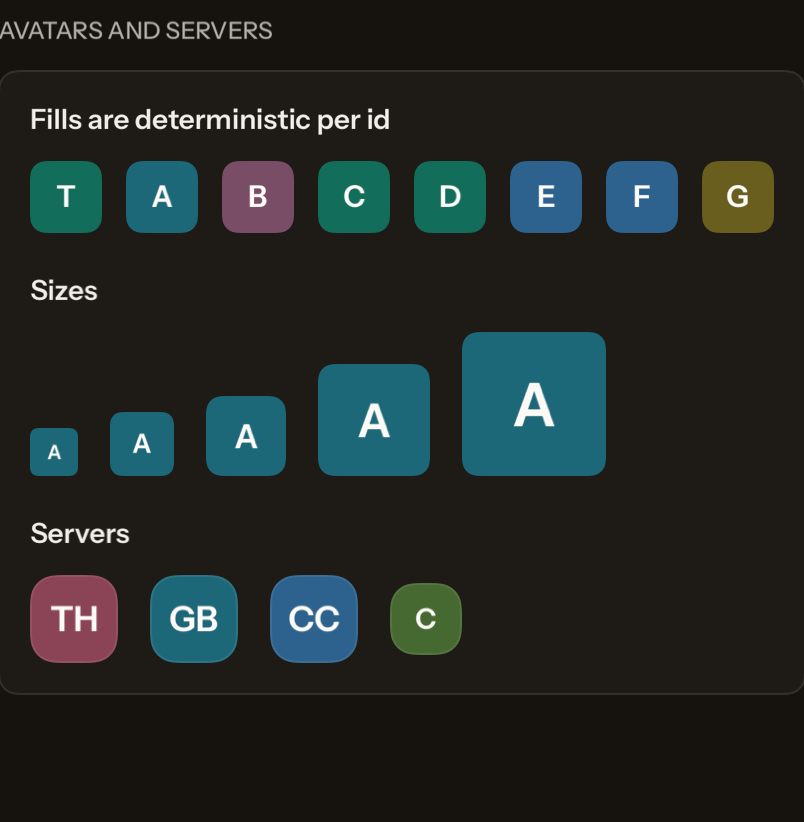 AVATARS AND SERVERS
Fills are deterministic per id
T A B C D E F G
Sizes
A A A A A
Servers
TH GB CC C